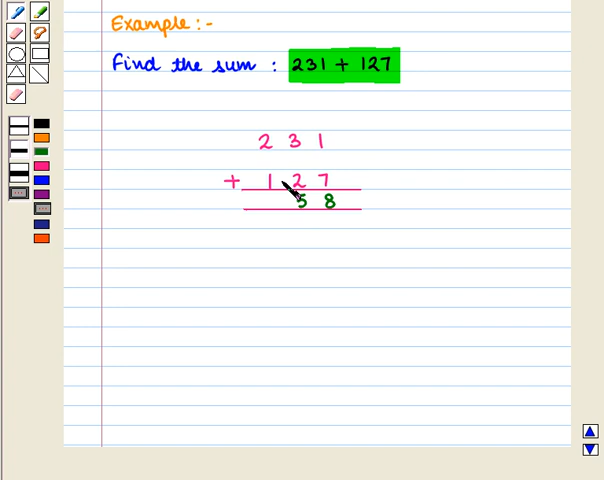 Example:-
Find the sum : 231 + 127
2 3 1
+ 1 2 7
5 8